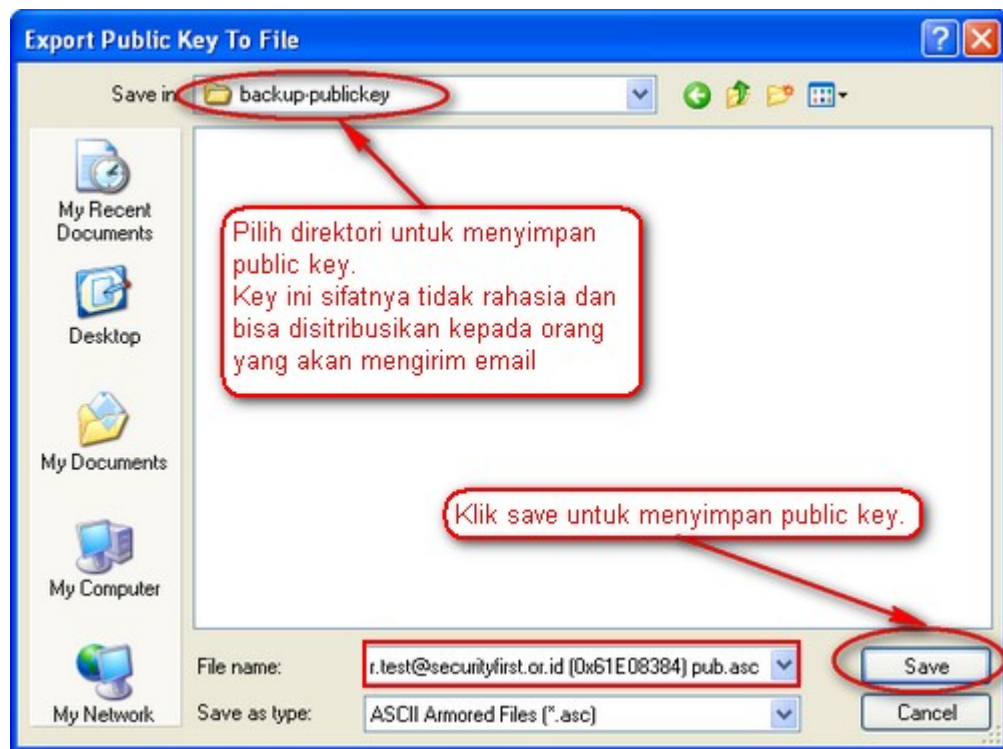 Export Public Key To File
Save in:
backup-publickey
My Recent
Documents
Desktop
My Documents
My Computer
My Network
Pilih direktori untuk menyimpan
public key.
Key ini sifatnya tidak rahasia dan
bisa disitribusikan kepada orang
yang akan mengirim email
Klik save untuk menyimpan public key.
File name:
r.test@securityfirst.or.id (0x61E08384) pub.asc
Save
Save as type:
ASCII Armored Files (*.asc)
Cancel